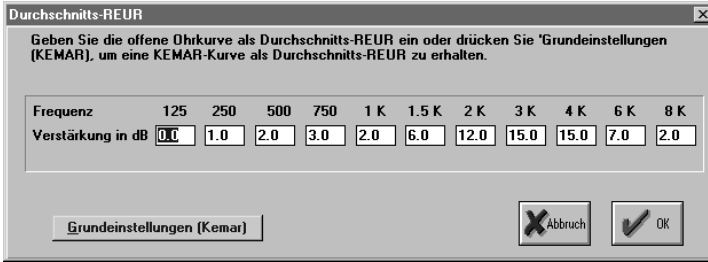 Durchschnitts-REUR
Geben Sie die offene Ohrkurve als Durchschnitts-REUR ein oder drücken Sie 'Grundeinstellungen
(KEMAR), um eine KEMAR-Kurve als Durchschnitts-REUR zu erhalten.
Frequenz 125 250 500 750 1 K 1.5 K 2 K 3 K 4 K 6 K 8 K
Verstärkung in dB 0.0 1.0 2.0 3.0 2.0 6.0 12.0 15.0 15.0 7.0 2.0
Grundeinstellungen (Kemar) Abbruch OK